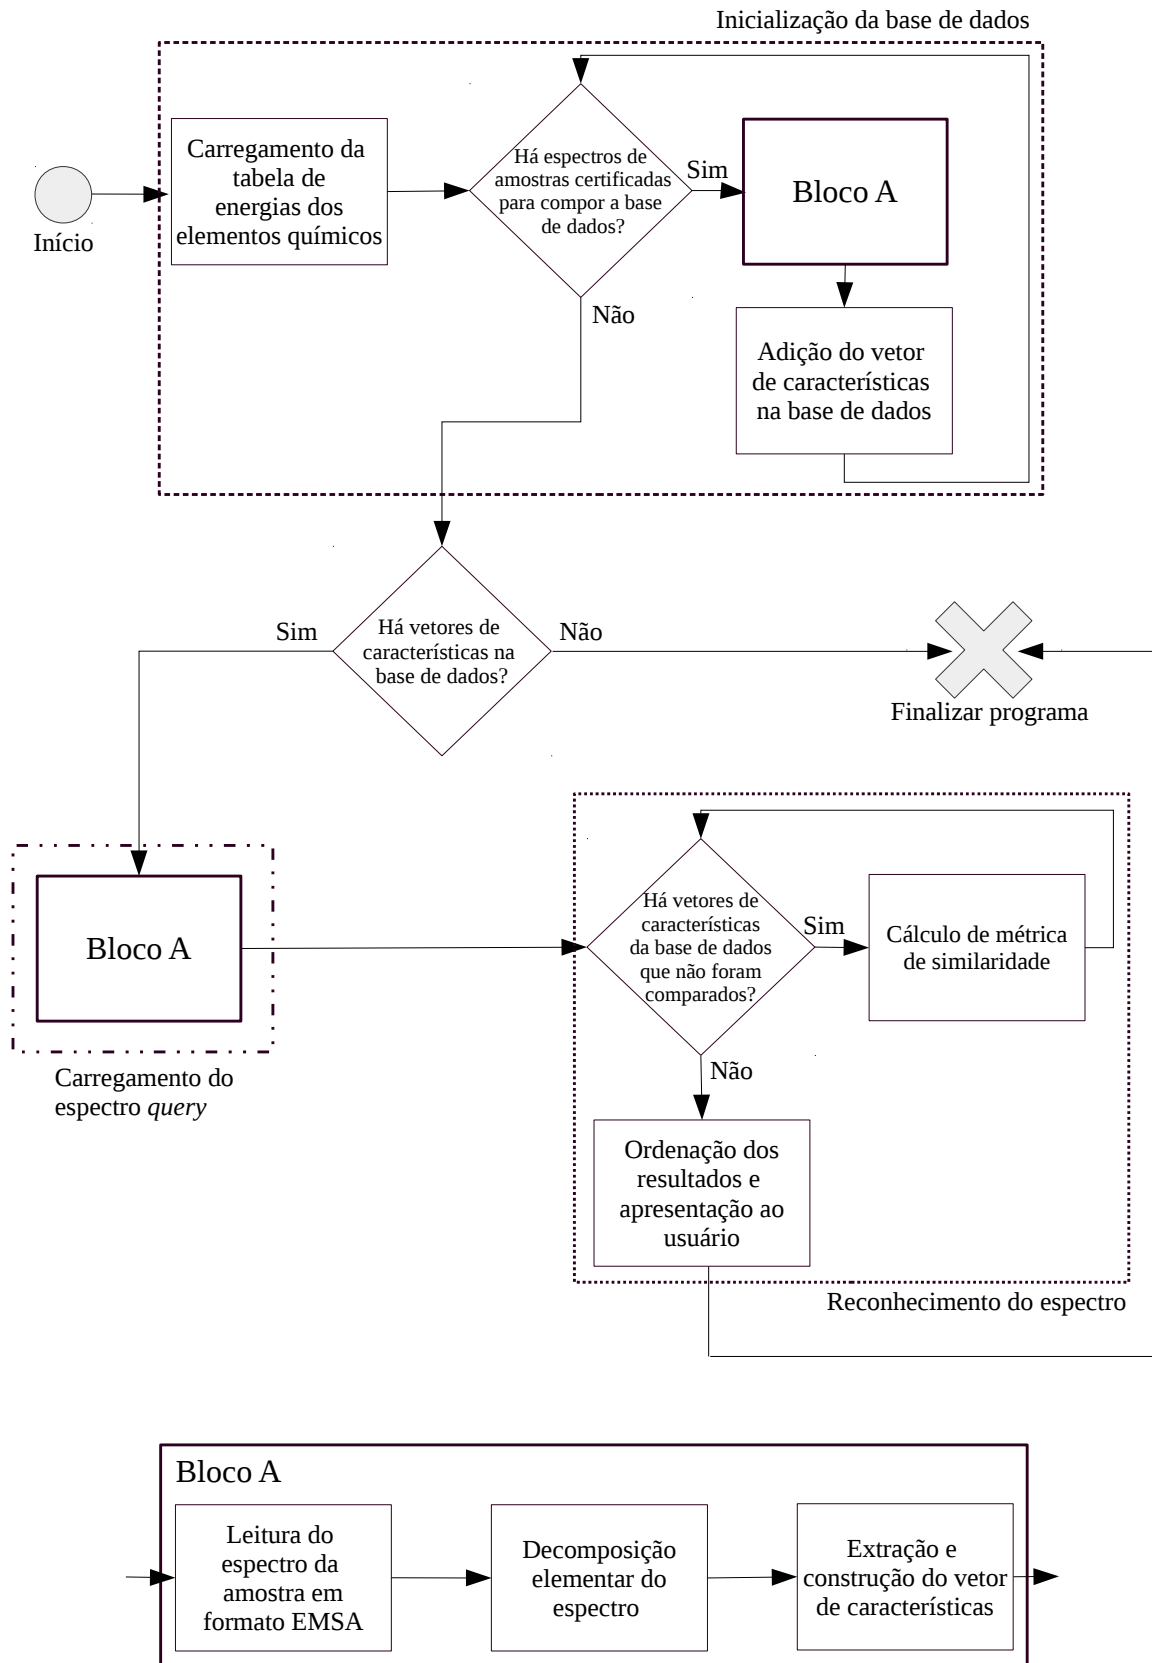 Inicialização da base de dados
Carregamento da
tabela de
energias dos
elementos químicos
Início
Há espectros de
amostras certificadas
para compor a base
de dados?
Sim
Bloco A
Não
Adição do vetor
de características
na base de dados
Sim
Há vetores de
características na
base de dados?
Não
Finalizar programa
Bloco A
Carregamento do
espectro query
Há vetores de
características
da base de dados
que não foram
comparados?
Sim
Cálculo de métrica
de similaridade
Não
Ordenação dos
resultados e
apresentação ao
usuário
Reconhecimento do espectro
Bloco A
Leitura do
espectro da
amostra em
formato EMSA
Decomposição
elementar do
espectro
Extração e
construção do vetor
de características